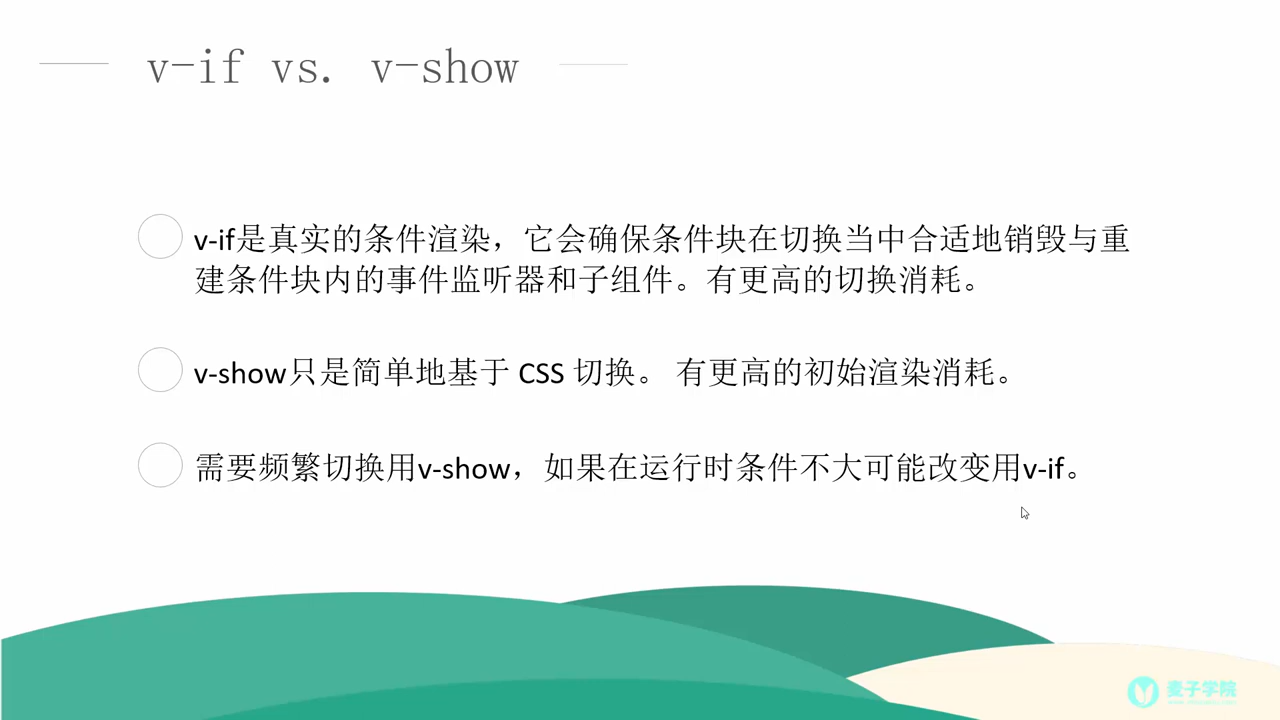 v-if vs. v-show
v-if是真实的条件渲染，它会确保条件块在切换当中合适地销毁与重
建条件块内的事件监听器和子组件。有更高的切换消耗。
v-show只是简单地基于 CSS 切换。 有更高的初始渲染消耗。
需要频繁切换用v-show，如果在运行时条件不大可能改变用v-if。
麦子学院